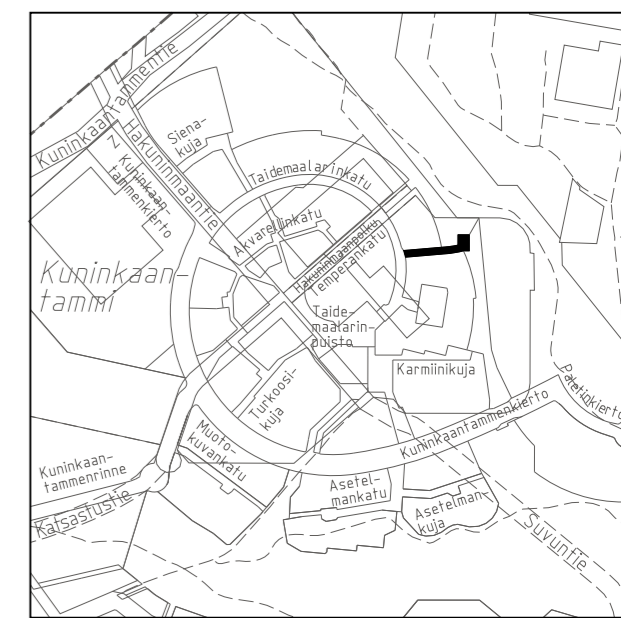 Kuninkaantammentie
Siena-
kuja
Hakuninmaantie
Kuninkaan-
tammenkierto
Taidemaalarinkatu
Akvarellinkatu
Hakuninmaanpolku
Temperankatu
Kuninkaan-
tammi
Taide-
maalarin-
puisto
Karmiinikuja
Paletinkierto
Turkoosi-
kuja
Kuninkaantammenkierto
Muoto-
kuvankatu
Kuninkaan-
tammenrinne
Katsastustie
Asetel-
mankatu
Asetelman-
kuja
Suvuntie